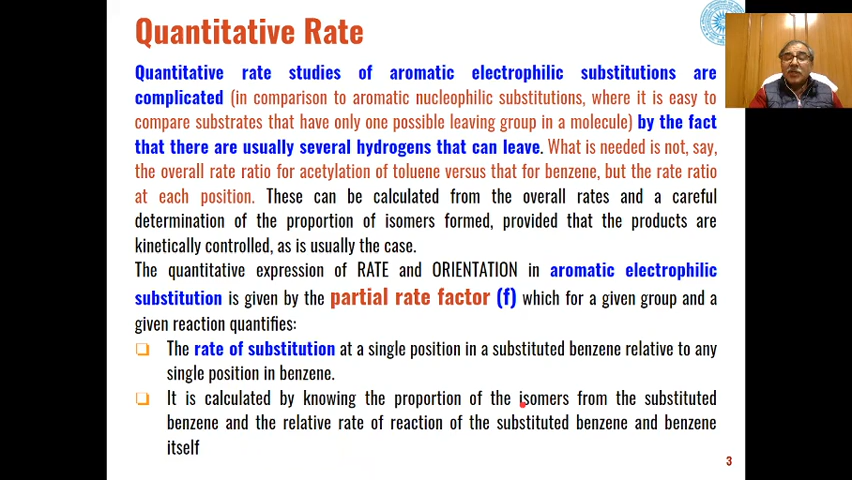 Quantitative Rate
Quantitative rate studies of aromatic electrophilic substitutions are
complicated (in comparison to aromatic nucleophilic substitutions, where it is easy to
compare substrates that have only one possible leaving group in a molecule) by the fact
that there are usually several hydrogens that can leave. What is needed is not, say,
the overall rate ratio for acetylation of toluene versus that for benzene, but the rate ratio
at each position. These can be calculated from the overall rates and a careful
determination of the proportion of isomers formed, provided that the products are
kinetically controlled, as is usually the case.
The quantitative expression of RATE and ORIENTATION in aromatic electrophilic
substitution is given by the partial rate factor (f) which for a given group and a
given reaction quantifies:
❑ The rate of substitution at a single position in a substituted benzene relative to any
single position in benzene.
❑ It is calculated by knowing the proportion of the isomers from the substituted
benzene and the relative rate of reaction of the substituted benzene and benzene
itself
3